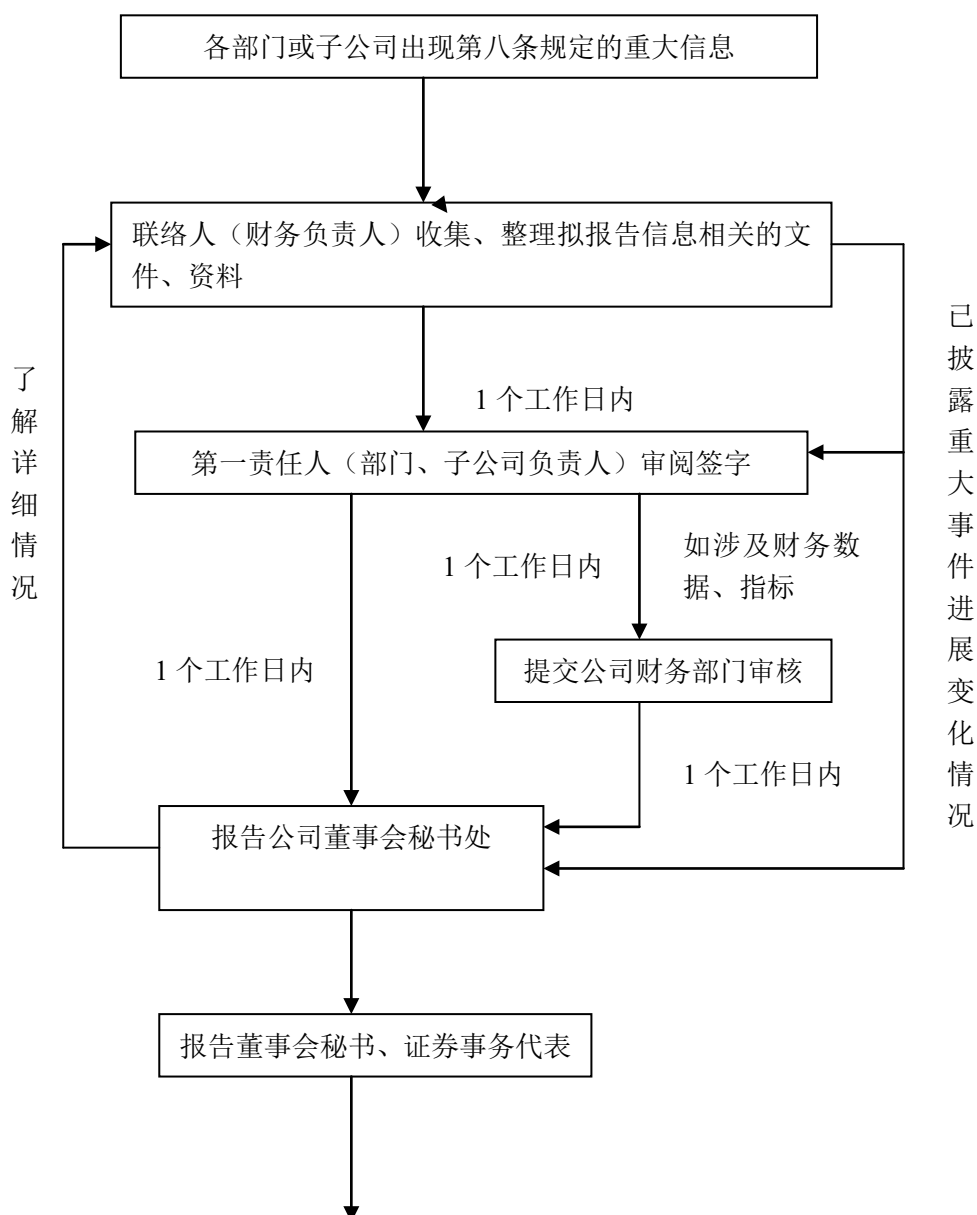 各部门或子公司出现第八条规定的重大信息
联络人（财务负责人）收集、整理拟报告信息相关的文
件、资料
了解详细情况
已披露重大事件进展变化情况
1 个工作日内
第一责任人（部门、子公司负责人）审阅签字
1 个工作日内
如涉及财务数
据、指标
1 个工作日内
提交公司财务部门审核
1 个工作日内
报告公司董事会秘书处
报告董事会秘书、证券事务代表